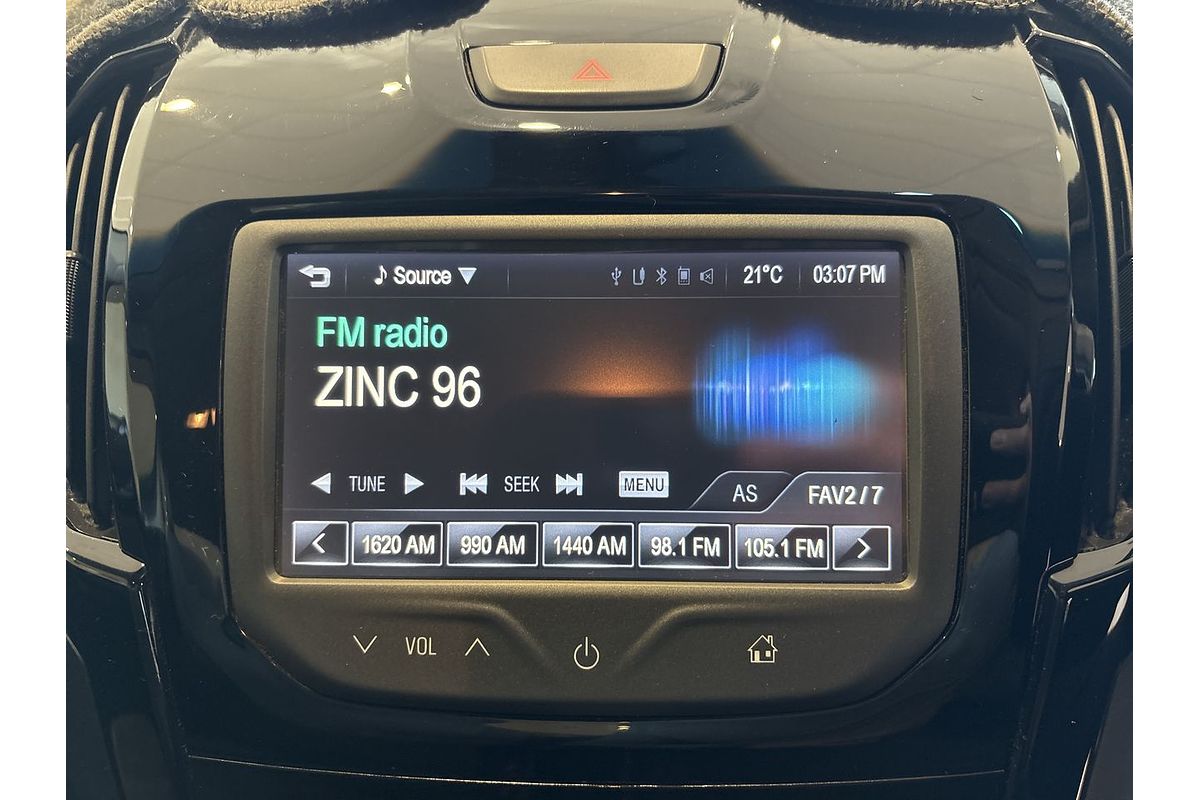 Source 21°C 03:07 PM
FM radio
ZINC 96
TUNE SEEK MENU AS FAV2 / 7
1620 AM 990 AM 1440 AM 98.1 FM 105.1 FM
VOL